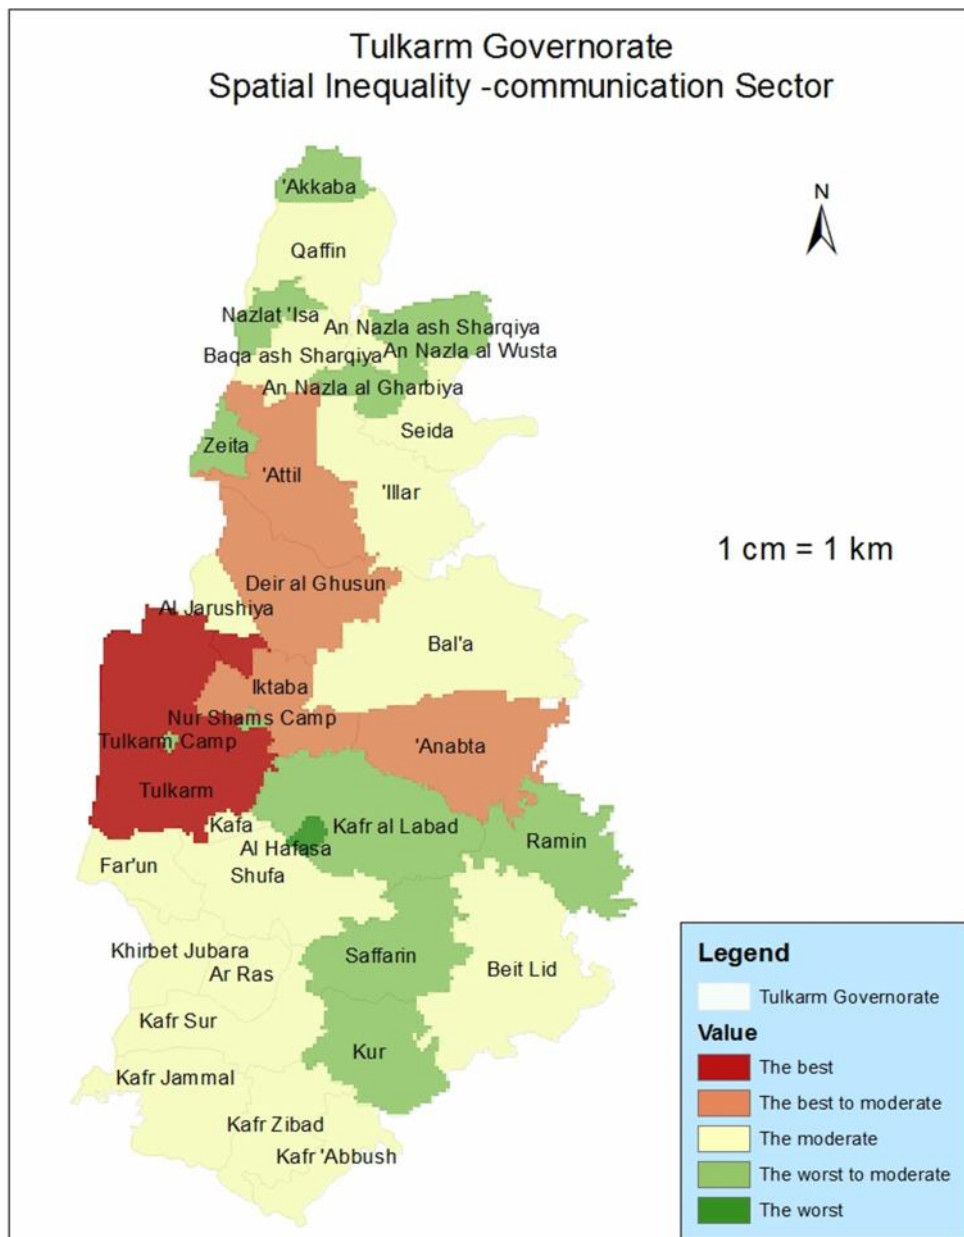 Tulkarm Governorate
Spatial Inequality -communication Sector
N
'Akkaba
Qaffin
Nazlat 'Isa
An Nazla ash Sharqiya
Baqa ash Sharqiya
An Nazla al Wusta
An Nazla al Gharbiya
Zeita
Seida
'Attil
'Illar
1 cm = 1 km
Deir al Ghusun
Al Jarushiya
Bal'a
Iktaba
Nur Shams Camp
Tulkarm Camp
'Anabta
Tulkarm
Kafa
Kafr al Labad
Ramin
Al Hafasa
Far'un
Shufa
Khirbet Jubara
Ar Ras
Saffarin
Beit Lid
Kafr Sur
Kur
Kafr Jammal
Kafr Zibad
Kafr 'Abbush
Legend
Tulkarm Governorate
Value
The best
The best to moderate
The moderate
The worst to moderate
The worst